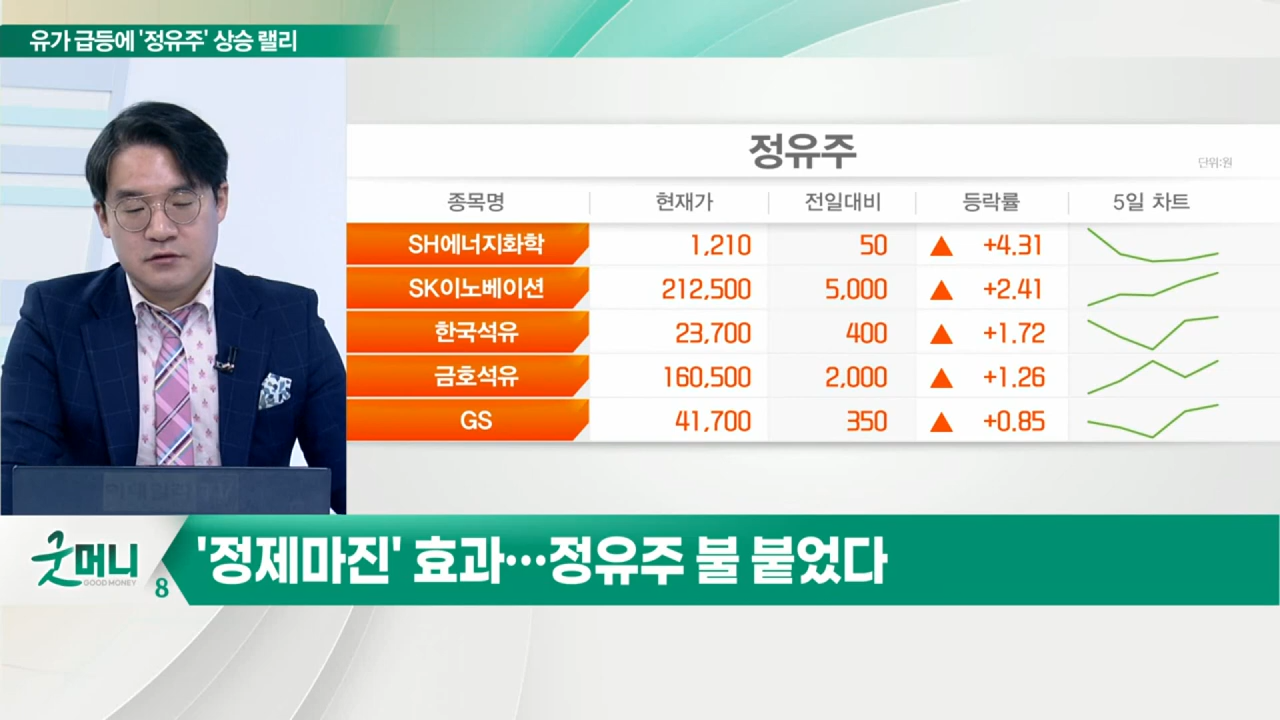 유가 급등에 '정유주' 상승 랠리
정유주
단위:원
종목명 현재가 전일대비 등락률 5일 차트
SH에너지화학 1,210 50 ▲ +4.31
SK이노베이션 212,500 5,000 ▲ +2.41
한국석유 23,700 400 ▲ +1.72
금호석유 160,500 2,000 ▲ +1.26
GS 41,700 350 ▲ +0.85
굿머니
GOOD MONEY
8
'정제마진' 효과…정유주 불 붙었다